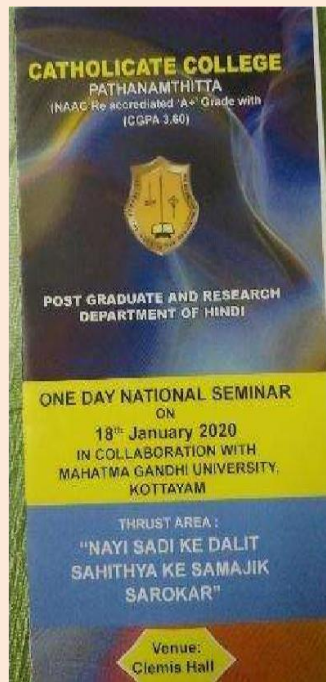 CATHOLICATE COLLEGE
PATHANAMTHITTA
(NAAC Re accrediated 'A+' Grade with
(CGPA 3.60)
POST GRADUATE AND RESEARCH
DEPARTMENT OF HINDI
ONE DAY NATIONAL SEMINAR
ON
18th January 2020
IN COLLABORATION WITH
MAHATMA GANDHI UNIVERSITY,
KOTTAYAM
THRUST AREA :
"NAYI SADI KE DALIT
SAHITHYA KE SAMAJIK
SAROKAR"
Venue:
Clemis Hall